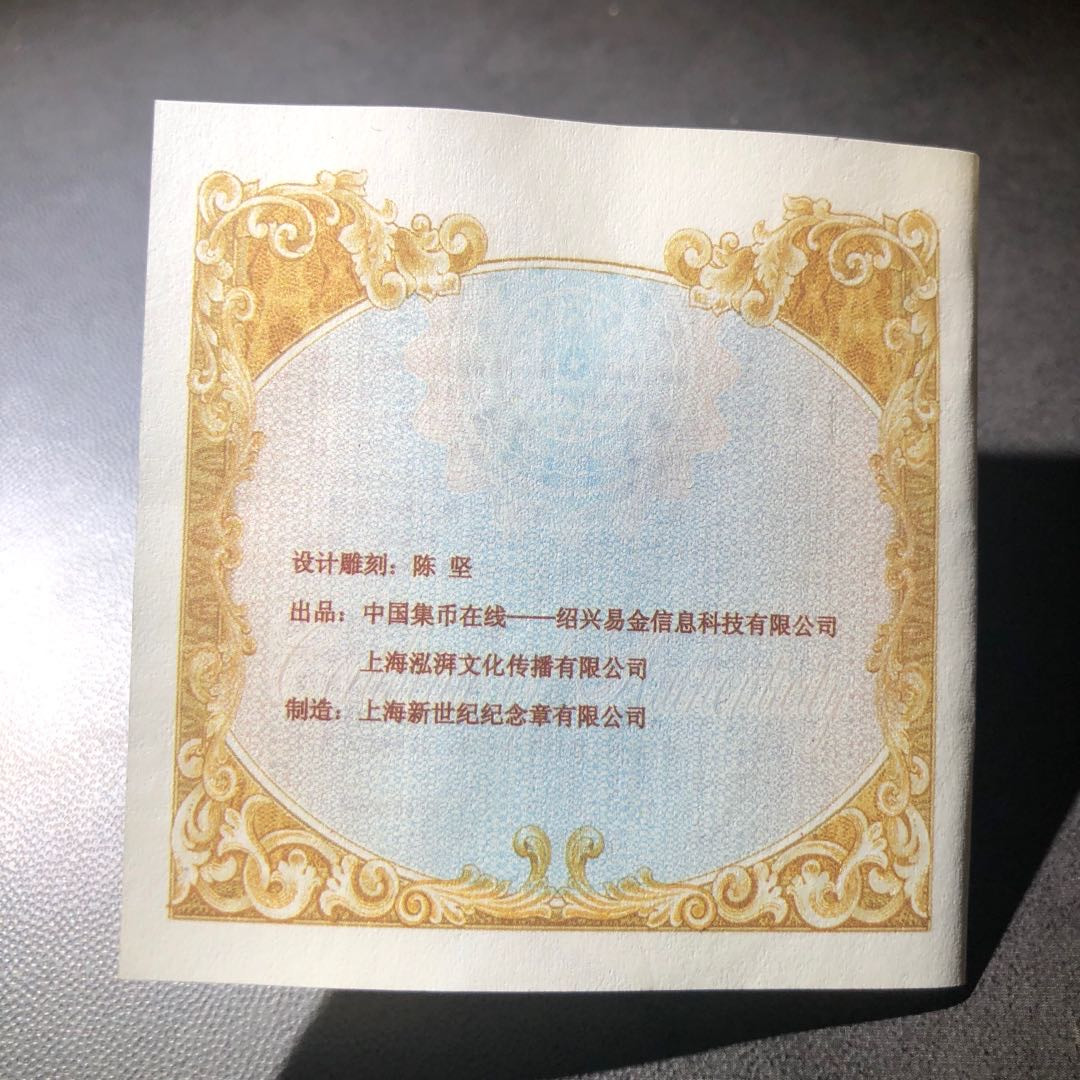 设计雕刻：陈 坚
出品：中国集币在线——绍兴易金信息科技有限公司
上海泓湃文化传播有限公司
制造：上海新世纪纪念章有限公司